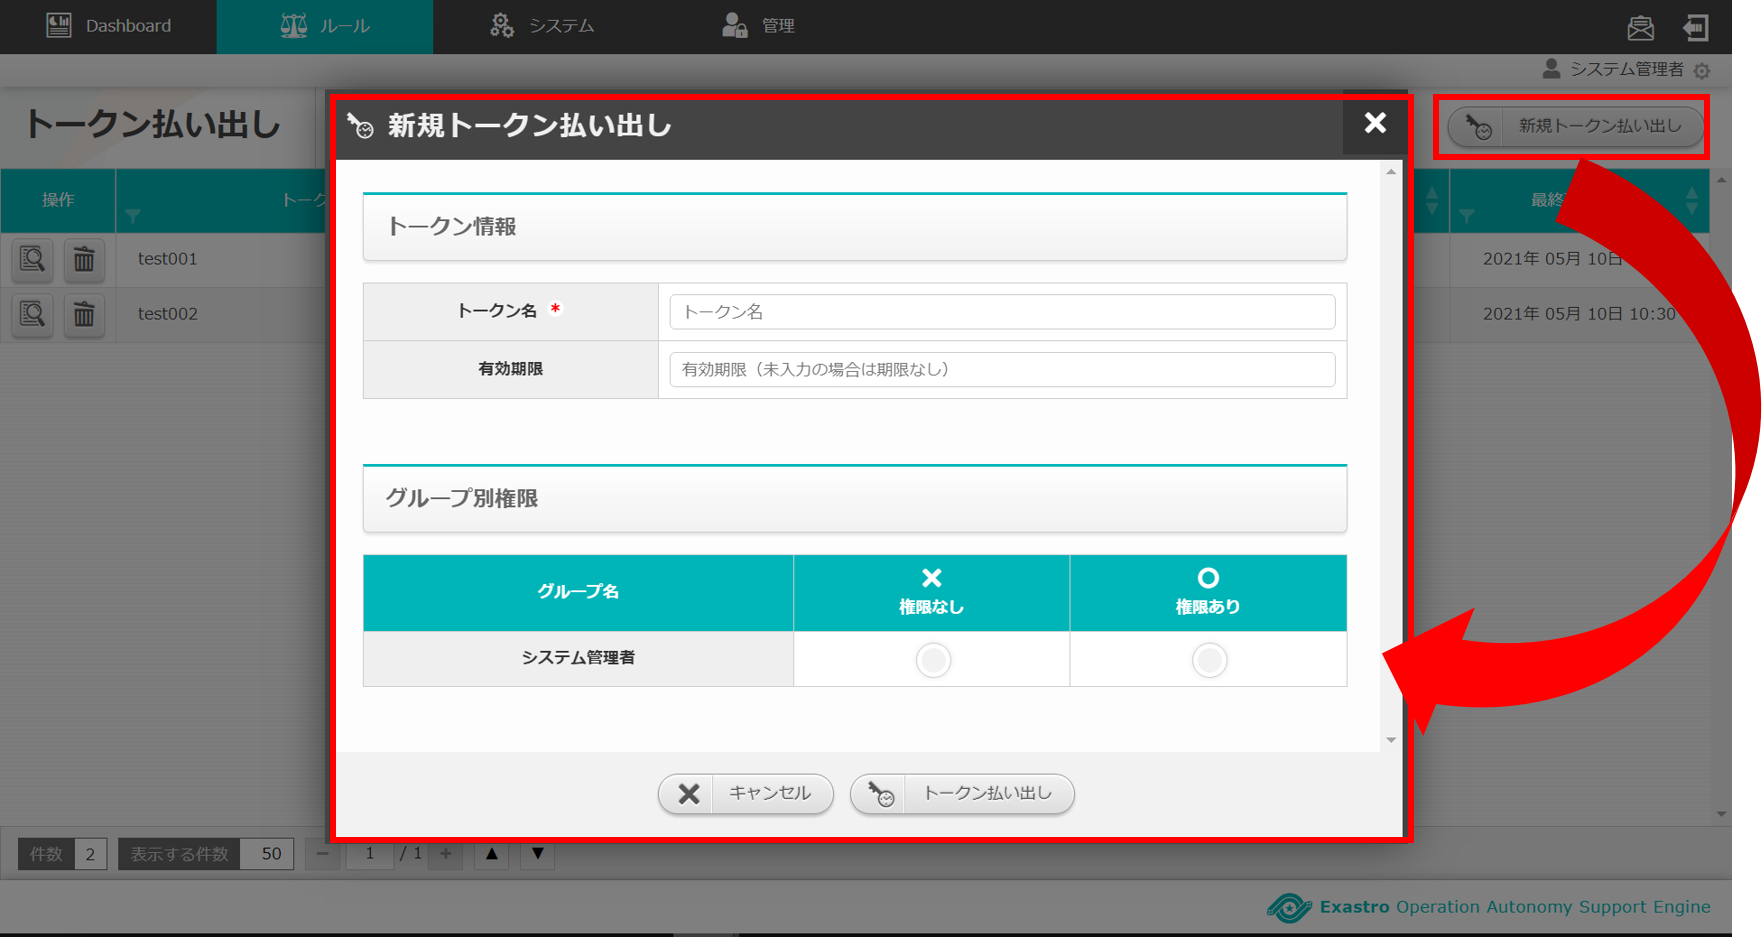 Dashboard
ルール
システム
管理
システム管理者
トークン払い出し
新規トークン払い出し
新規トークン払い出し
操作
トーク
最終
test001
2021年 05月 10日
test002
2021年 05月 10日 10:30
トークン情報
トークン名 *
トークン名
有効期限
有効期限（未入力の場合は期限なし）
グループ別権限
グループ名
権限なし
権限あり
システム管理者
キャンセル
トークン払い出し
件数 2
表示する件数 50
1 / 1
Exastro Operation Autonomy Support Engine